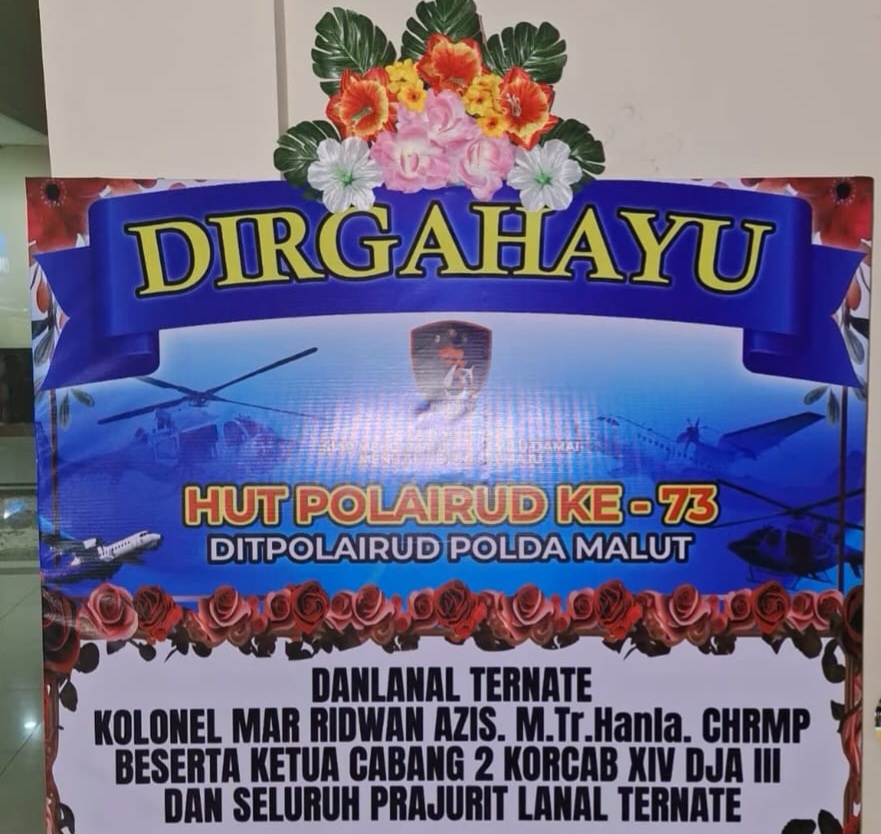 DIRGAHAYU
HUT POLAIRUD KE - 73
DITPOLAIRUD POLDA MALUT
DANLANAL TERNATE
KOLONEL MAR RIDWAN AZIS. M.Tr.Hanla. CHRMP
BESERTA KETUA CABANG 2 KORCAB XIV DJA III
DAN SELURUH PRAJURIT LANAL TERNATE